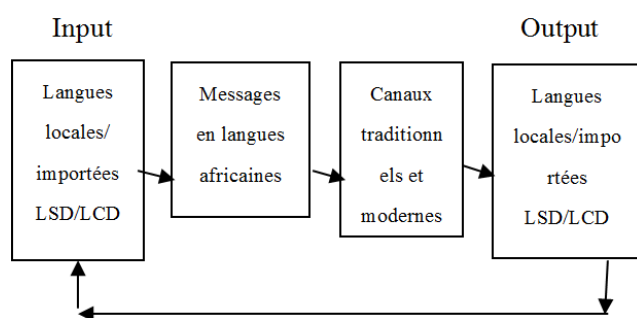 Input
Output
Langues
locales/
importées
LSD/LCD
Messages
en langues
africaines
Canaux
traditionn
els et
modernes
Langues
locales/impo
rtées
LSD/LCD